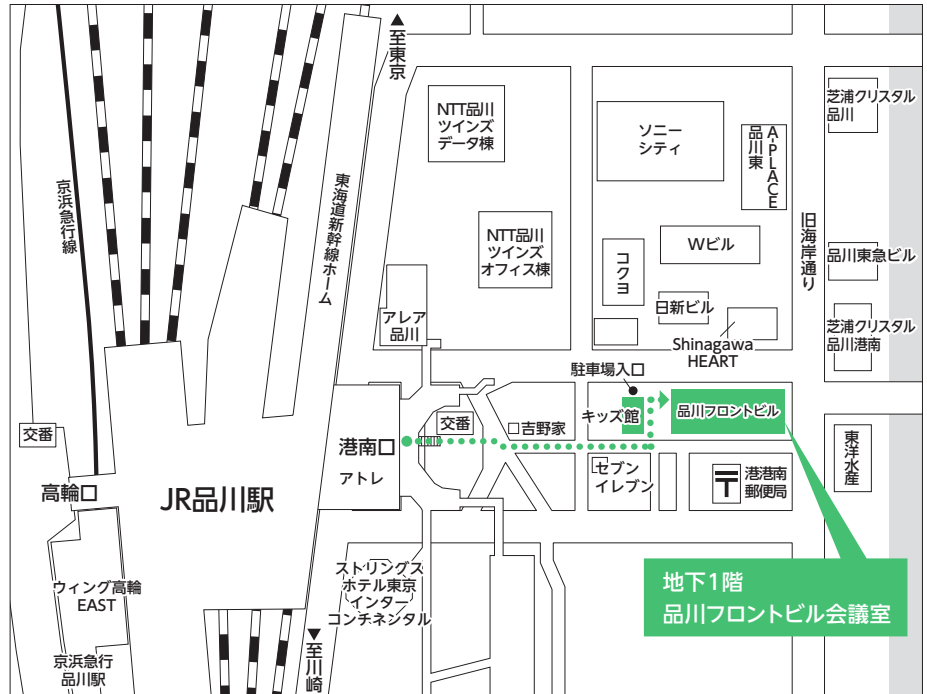 ▲至東京
NTT品川
ツインズ
データ棟
ソニー
シティ
A-PLACE
品川東
芝浦クリスタル
品川
京浜急行線
東海道新幹線ホーム
NTT品川
ツインズ
オフィス棟
コクヨ
Wビル
旧海岸通り
品川東急ビル
日新ビル
アレア
品川
Shinagawa
HEART
芝浦クリスタル
品川港南
駐車場入口
キッズ館
品川フロントビル
交番
吉野家
交番
港南口
アトレ
セブン
イレブン
〒
港港南
郵便局
東洋水産
高輪口
JR品川駅
ストリングス
ホテル東京
インター
コンチネンタル
ウィング高輪
EAST
地下1階
品川フロントビル会議室
▼至川崎
京浜急行
品川駅